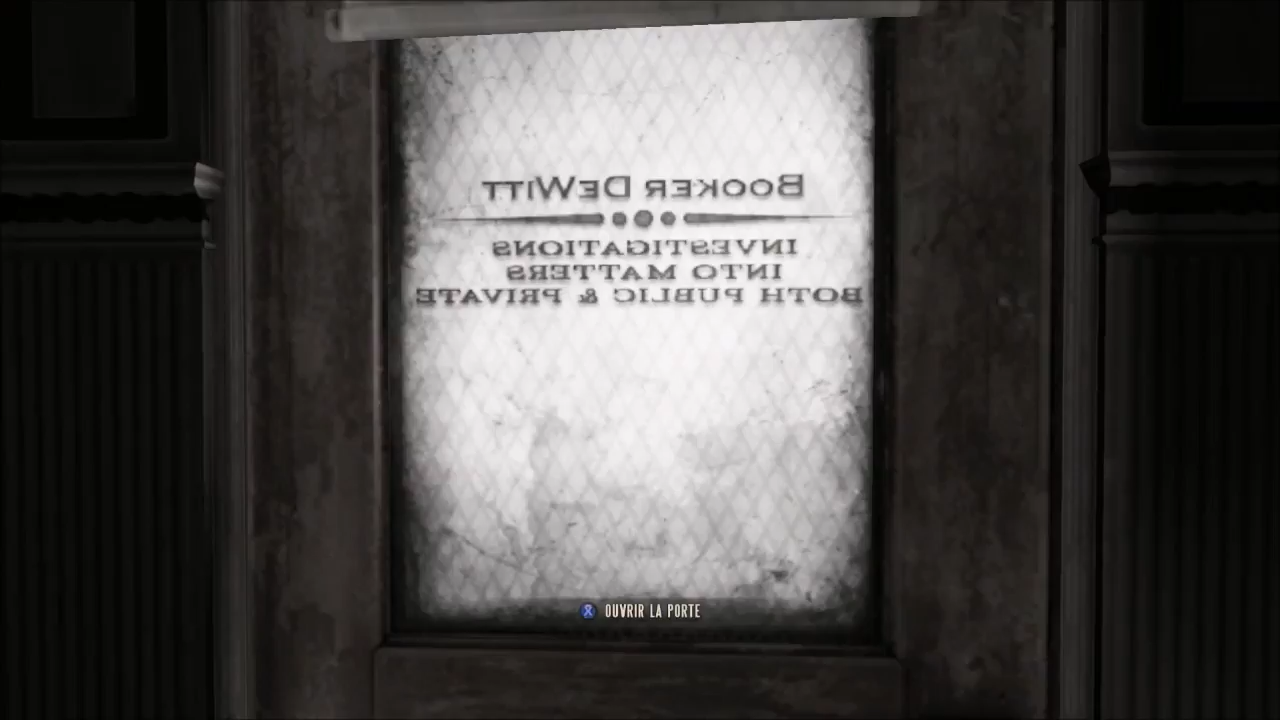 BOOKER DEWITT
INVESTIGATIONS
INTO MATTERS
BOTH PUBLIC & PRIVATE
X OUVRIR LA PORTE